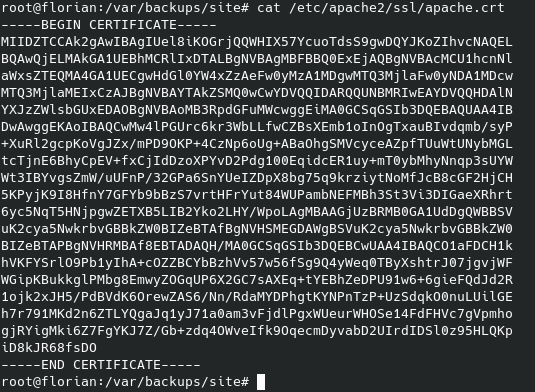 root@florian:/var/backups/site# cat /etc/apache2/ssl/apache.crt
-----BEGIN CERTIFICATE-----
MIIDZTCCAk2gAwIBAgIUel8iKOGrjQQWHIX57YcuoTdsS9gwDQYJKoZIhvcNAQEL
BQAwQjELMAkGA1UEBhMCRlIxDTALBgNVBAgMBFBBQ0ExEjAQBgNVBAcMCU1hcnNl
aWxsZTEQMA4GA1UECgwHdGl0YW4xZzAeFw0yMzA1MDgwMTQ3MjlaFw0yNDA1MDcw
MTQ3MjlaMEIxCzAJBgNVBAYTAkZSMQ0wCwYDVQQIDARQQUNBMRIwEAYDVQQHDAlN
YXJzZWlsbGUxEDAOBgNVBAoMB3RpdGFuMWcwggEiMA0GCSqGSIb3DQEBAQUAA4IB
DwAwggEKAoIBAQCwMw4lPGUrc6kr3WbLLfwCZBsXEmb1oInOgTxauBIvdqmb/syP
+XuRl2gcpKoVgJZx/mPD9OKP+4CzNp6oUg+ABaOhgSMVcyceAZpfTUuWtUNybMGL
tcTjnE6BhyCpEV+fxCjIdDzoXPYvD2Pdg100EqidcER1uy+mT0ybMhyNnqp3sUYW
Wt3IBYvgsZmW/uUFnP/32GPa6SnYUeIZDpX8bg75q9krziytNoMfJcB8cGF2HjCH
5KPyjK9I8HfnY7GFYb9bBzS7vrtHFrYut84WUPambNEFMBh3St3Vi3DIGaeXRhrt
6yc5NqT5HNjpgwZETXB5LIB2Yko2LHY/WpoLAgMBAAGjUzBRMB0GA1UdDgQWBBSV
uK2cya5NwkrbvGBBkZW0BIZeBTAfBgNVHSMEGDAWgBSVuK2cya5NwkrbvGBBkZW0
BIZeBTAPBgNVHRMBAf8EBTADAQH/MA0GCSqGSIb3DQEBCwUAA4IBAQCO1aFDCH1k
hVKFYSrlO9Pb1yIhA+cOZZBCYbBzhVv57w56fSg9Q4yWeq0TByXshtrJ07jgvjWF
WGipKBukkglPMbg8EmwyZOGqUP6X2GC7sAXEq+tYEBhZeDPU91w6+6gieFQdJd2R
1ojk2xJH5/PdBVdK6OrewZAS6/Nn/RdaMYDPhgtKYNPnTzP+UzSdqkO0nuLUilGE
h7r791MKd2n6ZTLYQgaJq1yJ71a0am3vFjdlPgxWUeurWHOSe14FdFHVc7gVpmho
gjRYigMki6Z7FgYKJ7Z/Gb+zdq4OWveIfk9OqecmDyvabD2UIrdIDSl0z95HLQKp
iD8kJR68fsDO
-----END CERTIFICATE-----
root@florian:/var/backups/site#